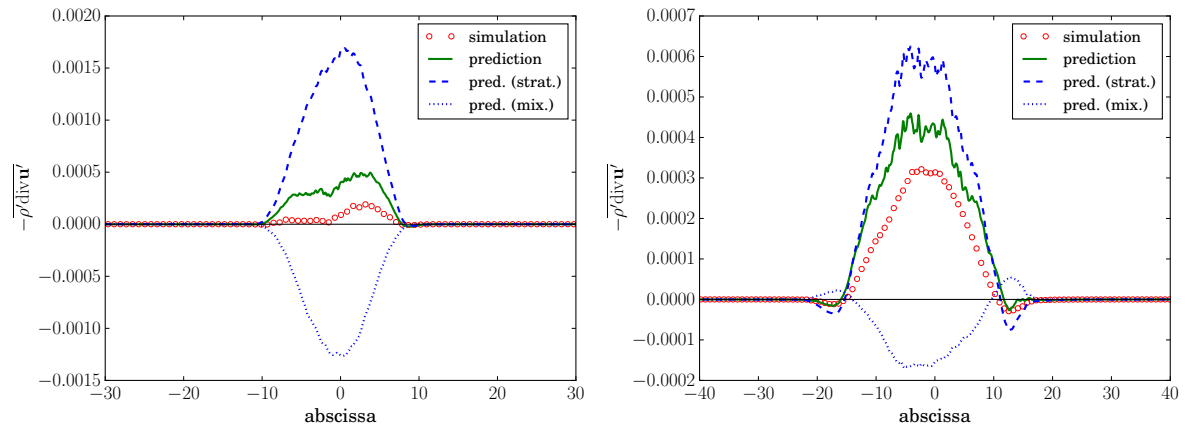 0.0020
0.0015
0.0010
0.0005
0.0000
−0.0005
−0.0010
−0.0015
−ρ′divu′
−30 −20 −10 0 10 20 30
abscissa
simulation
prediction
pred. (strat.)
pred. (mix.)
0.0007
0.0006
0.0005
0.0004
0.0003
0.0002
0.0001
0.0000
−0.0001
−0.0002
−ρ′divu′
−40 −30 −20 −10 0 10 20 30 40
abscissa
simulation
prediction
pred. (strat.)
pred. (mix.)